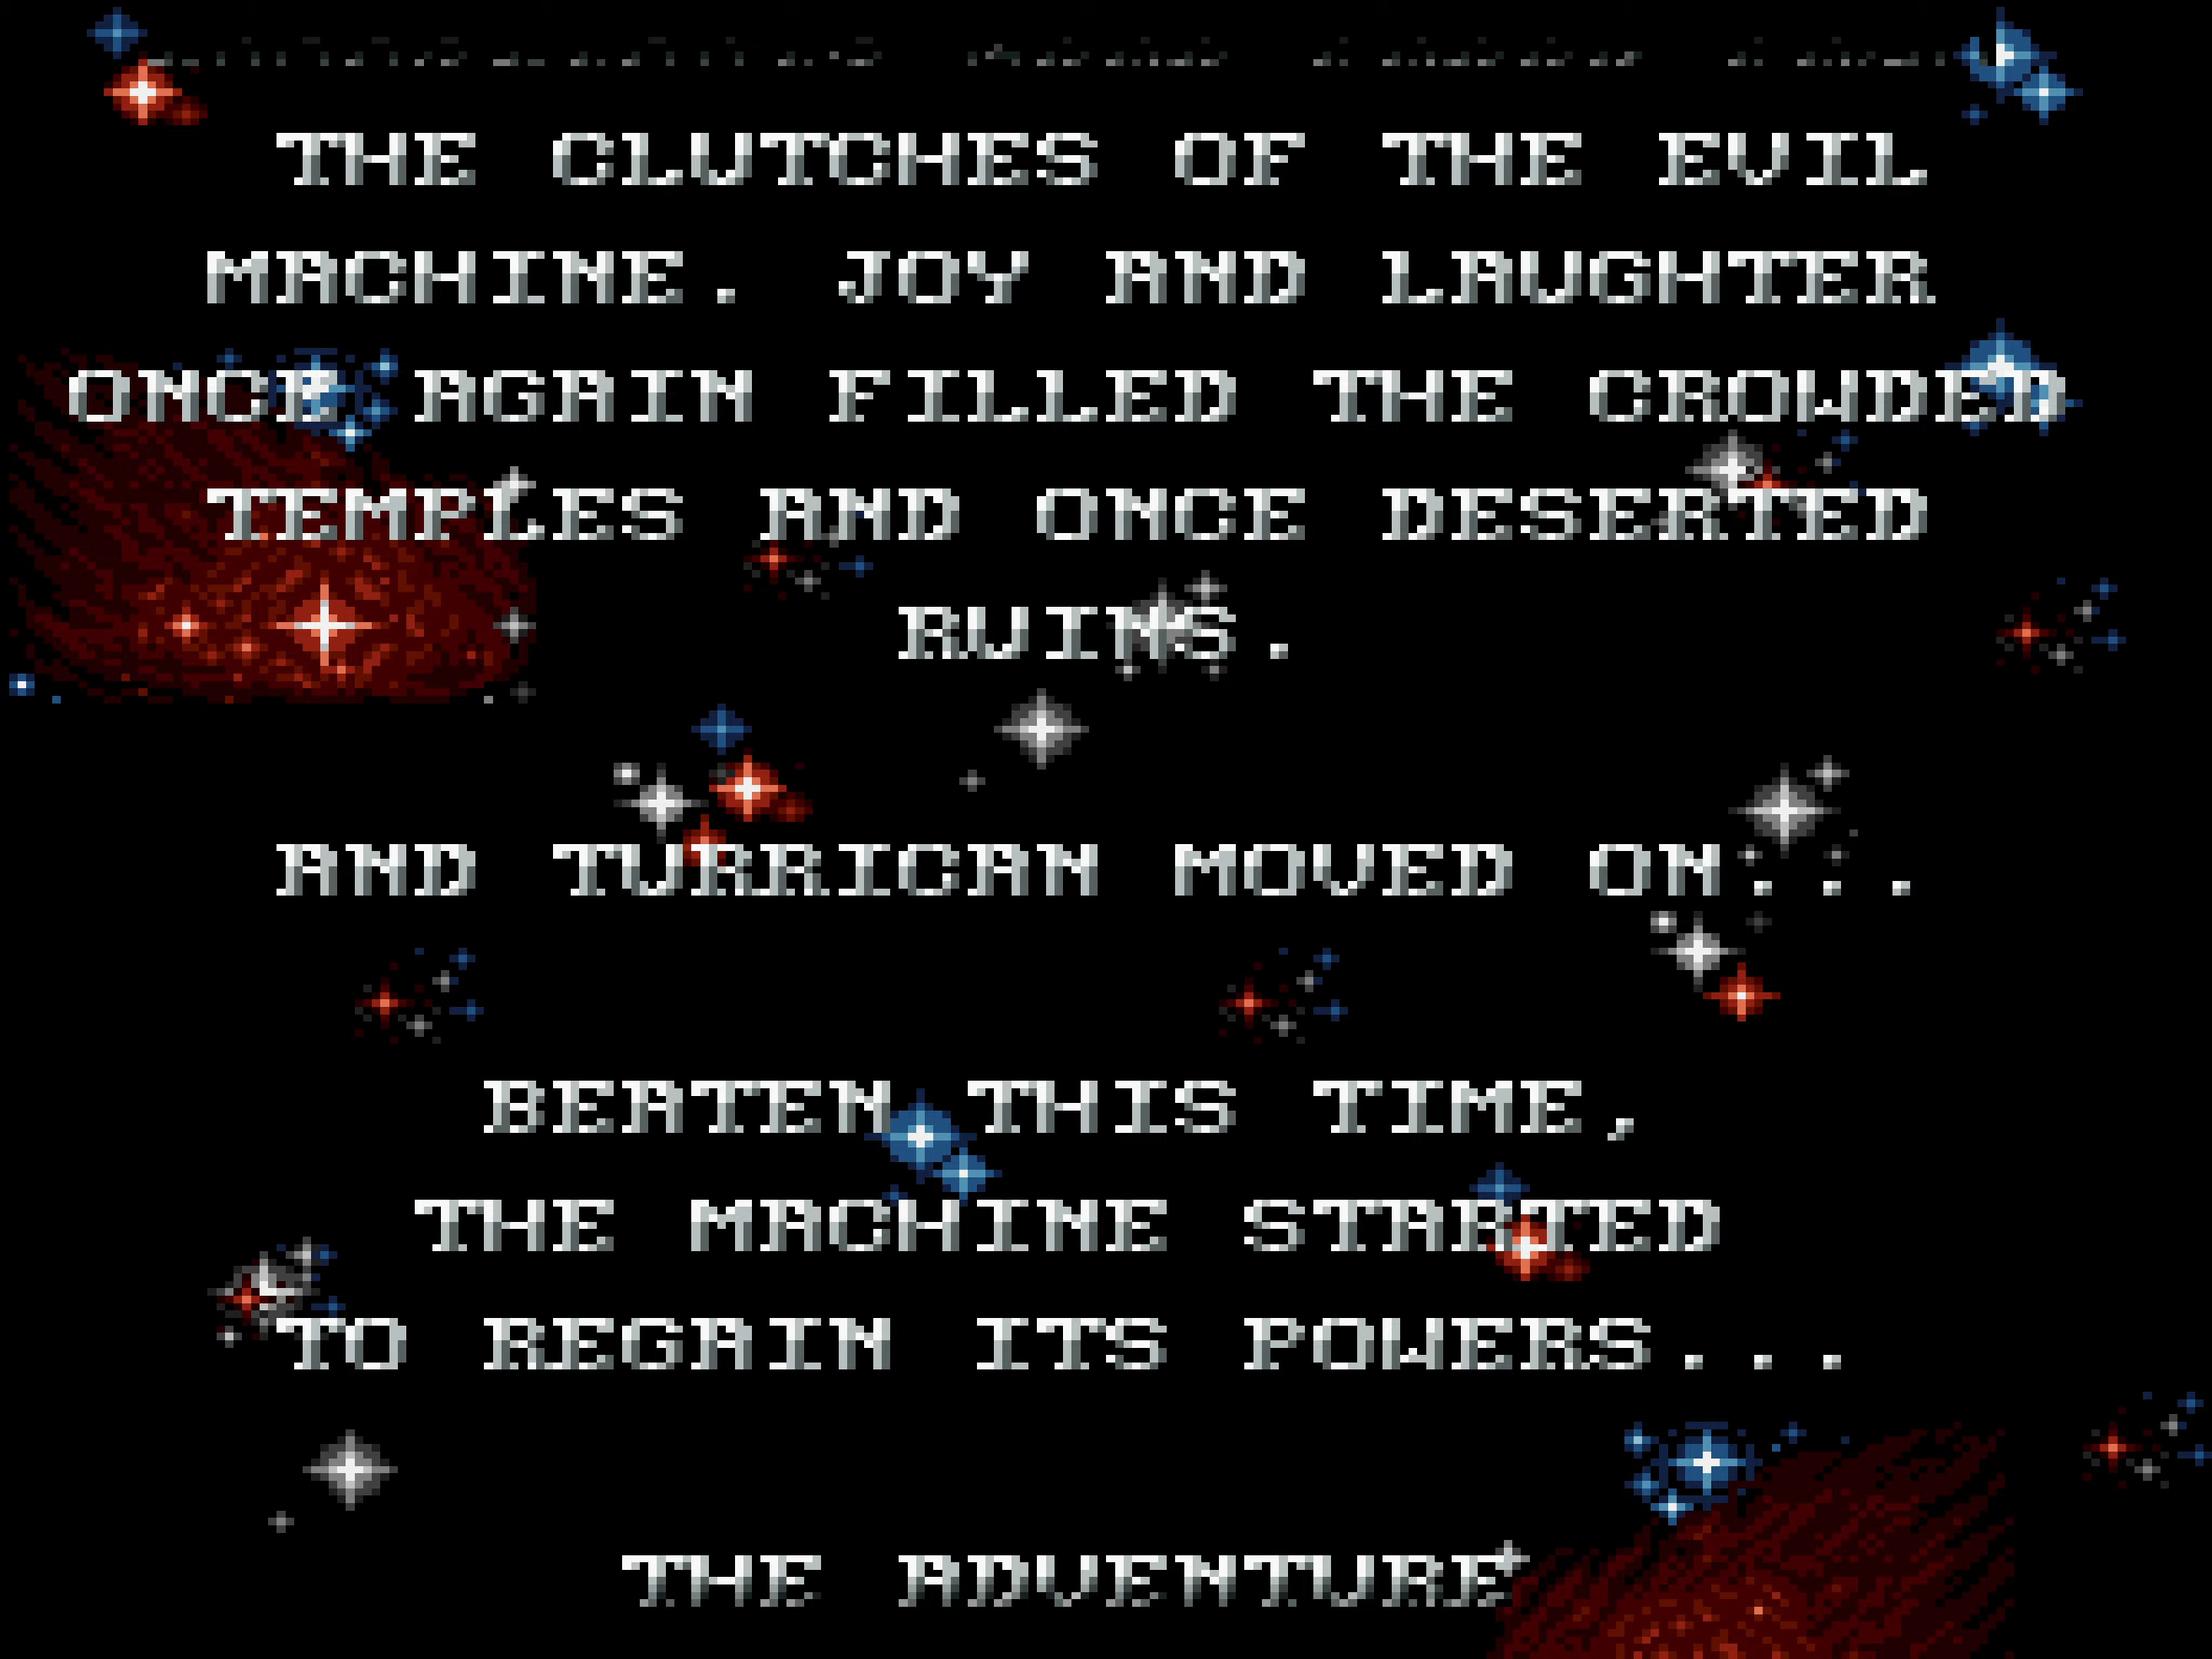 THE CLUTCHES OF THE EVIL
MACHINE. JOY AND LAUGHTER
ONCE AGAIN FILLED THE CROWDED
TEMPLES AND ONCE DESERTED
RUINS.
AND TURRICAN MOVED ON...
BEATEN THIS TIME,
THE MACHINE STARTED
TO REGAIN ITS POWERS...
THE ADVENTURE